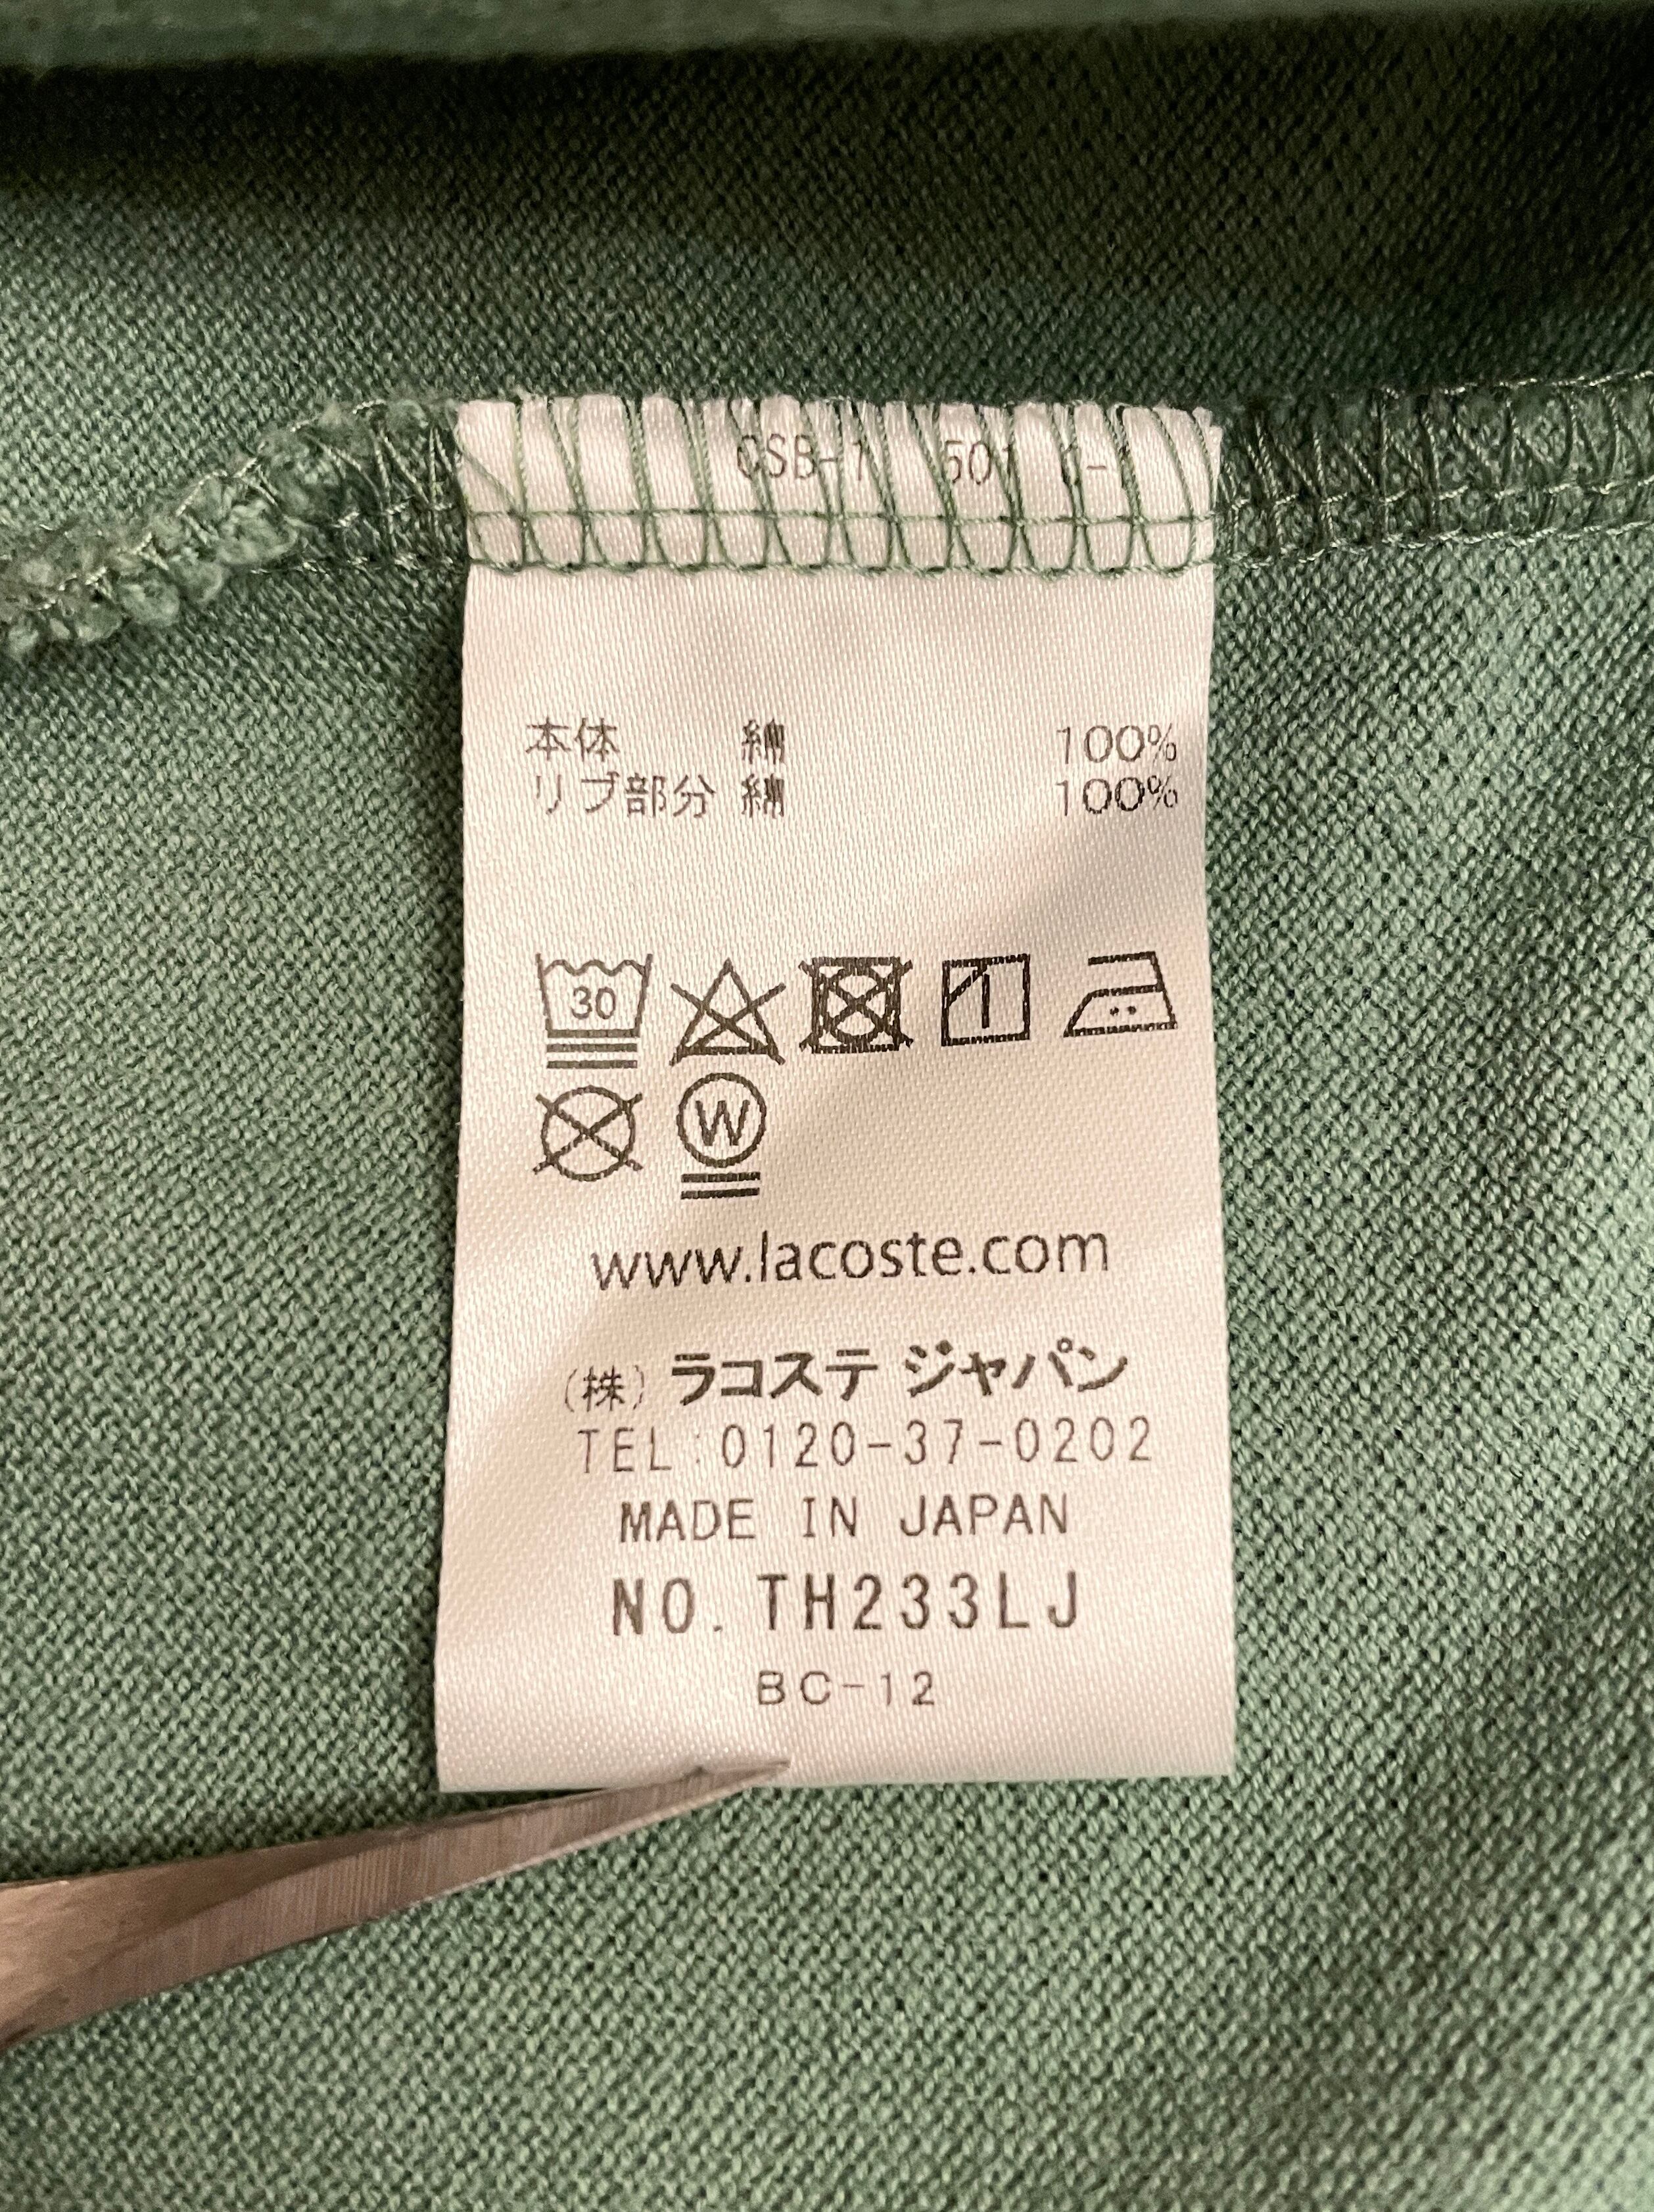 本体 綿 100%
リブ部分 綿 100%
30
W
www.lacoste.com
(株) ラコステ ジャパン
TEL:0120-37-0202
MADE IN JAPAN
NO. TH233LJ
BC-12